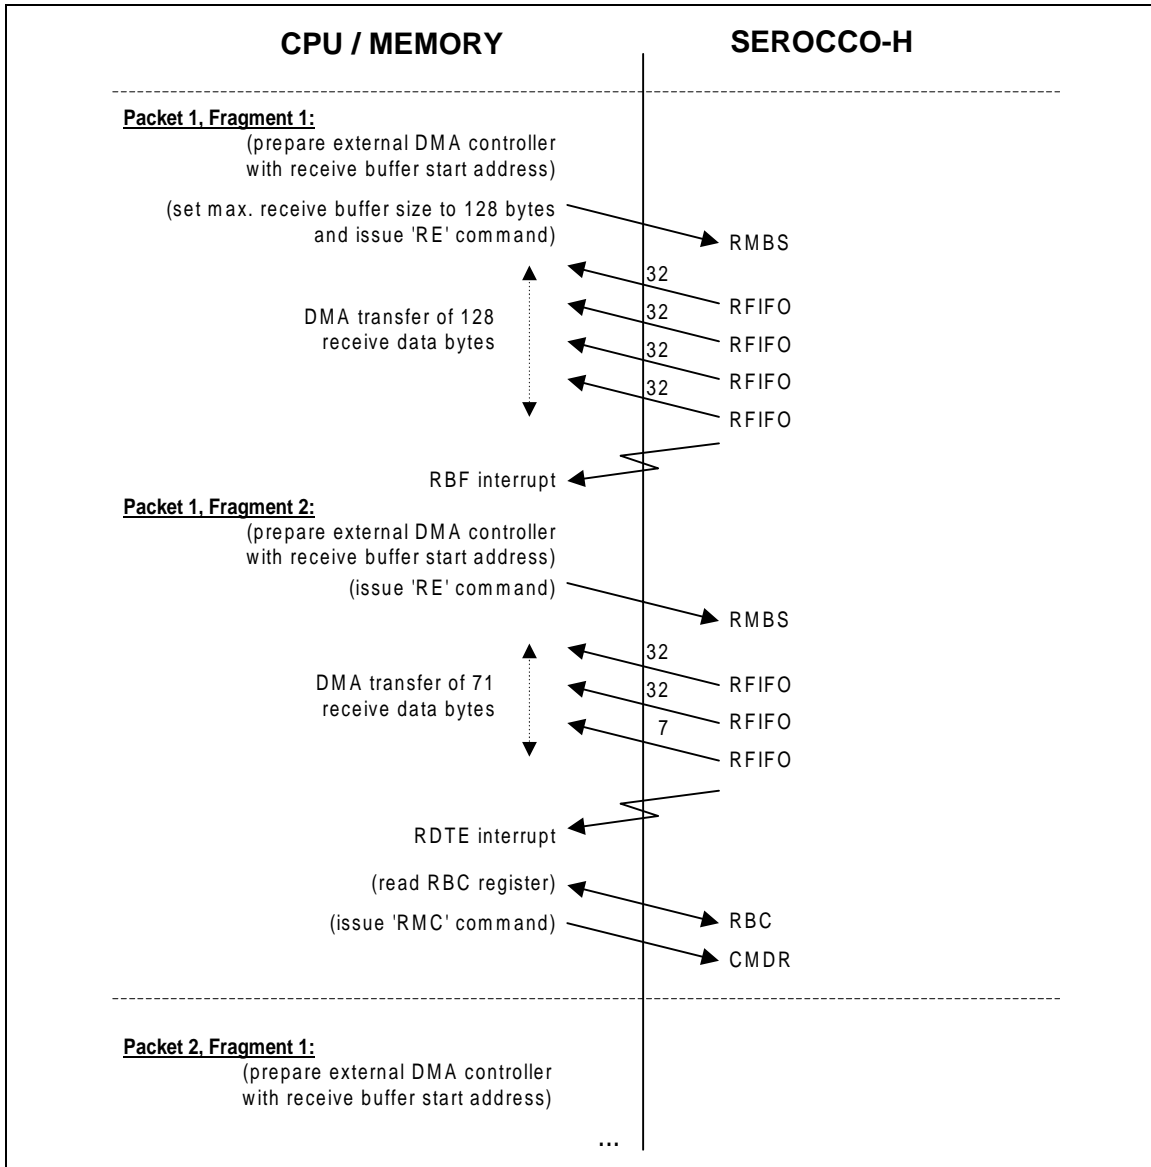 CPU / MEMORY SEROCCO-H
Packet 1, Fragment 1:
(prepare external DMA controller
with receive buffer start address)
(set max. receive buffer size to 128 bytes
and issue 'RE' command)
RMBS
32
RFIFO
DMA transfer of 128
receive data bytes
32
RFIFO
32
RFIFO
32
RFIFO
RBF interrupt
Packet 1, Fragment 2:
(prepare external DMA controller
with receive buffer start address)
(issue 'RE' command)
RMBS
32
RFIFO
DMA transfer of 71
receive data bytes
32
RFIFO
7
RFIFO
RDTE interrupt
(read RBC register)
RBC
(issue 'RMC' command)
CMDR
Packet 2, Fragment 1:
(prepare external DMA controller
with receive buffer start address)
...